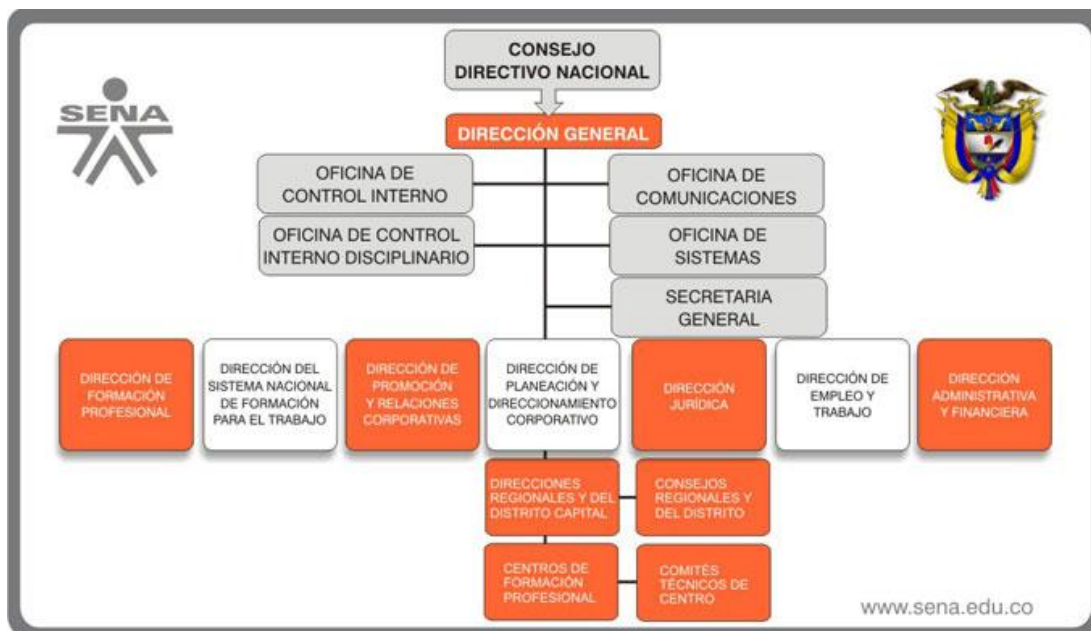 CONSEJO
DIRECTIVO NACIONAL
SENA
DIRECCIÓN GENERAL
OFICINA DE
CONTROL INTERNO
OFICINA DE
COMUNICACIONES
OFICINA DE CONTROL
INTERNO DISCIPLINARIO
OFICINA DE
SISTEMAS
SECRETARIA
GENERAL
DIRECCIÓN DE
FORMACIÓN
PROFESIONAL
DIRECCIÓN DEL
SISTEMA NACIONAL
DE FORMACIÓN
PARA EL TRABAJO
DIRECCIÓN DE
PROMOCIÓN
Y RELACIONES
CORPORATIVAS
DIRECCIÓN DE
PLANEACIÓN Y
DIRECCIONAMIENTO
CORPORATIVO
DIRECCIÓN
JURÍDICA
DIRECCIÓN DE
EMPLEO Y
TRABAJO
DIRECCIÓN
ADMINISTRATIVA
Y FINANCIERA
DIRECCIONES
REGIONALES Y DEL
DISTRITO CAPITAL
CONSEJOS
REGIONALES Y
DEL DISTRITO
CENTROS DE
FORMACIÓN
PROFESIONAL
COMITÉS
TÉCNICOS DE
CENTRO
www.sena.edu.co